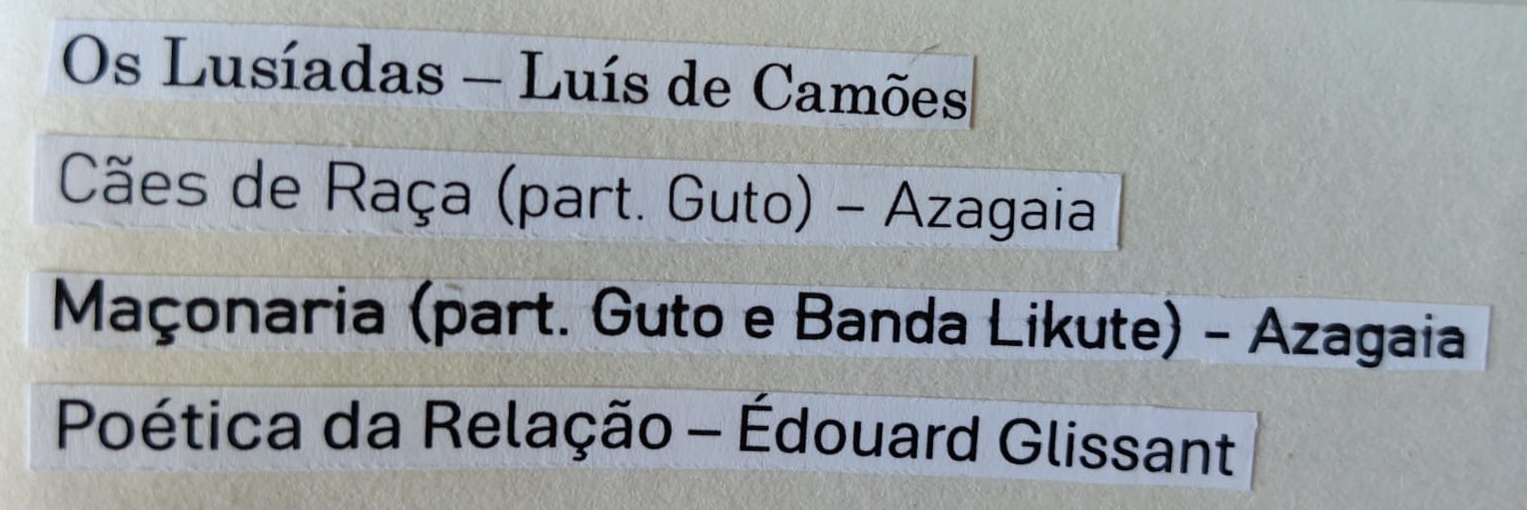 Os Lusíadas – Luís de Camões
Cães de Raça (part. Guto) – Azagaia
Maçonaria (part. Guto e Banda Likute) – Azagaia
Poética da Relação – Édouard Glissant